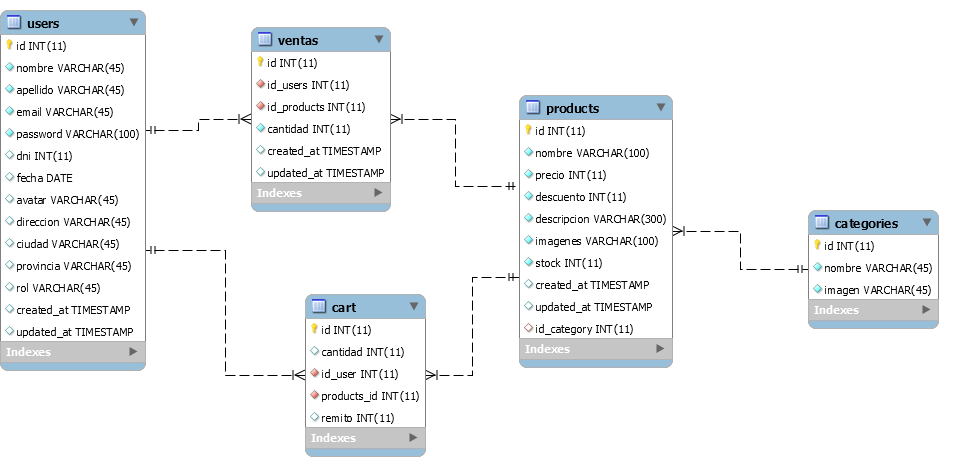 users
id INT(11)
nombre VARCHAR(45)
apellido VARCHAR(45)
email VARCHAR(45)
password VARCHAR(100)
dni INT(11)
fecha DATE
avatar VARCHAR(45)
direccion VARCHAR(45)
ciudad VARCHAR(45)
provincia VARCHAR(45)
rol VARCHAR(45)
created_at TIMESTAMP
updated_at TIMESTAMP
Indexes
ventas
id INT(11)
id_users INT(11)
id_products INT(11)
cantidad INT(11)
created_at TIMESTAMP
updated_at TIMESTAMP
Indexes
cart
id INT(11)
cantidad INT(11)
id_user INT(11)
products_id INT(11)
remito INT(11)
Indexes
products
id INT(11)
nombre VARCHAR(100)
precio INT(11)
descuento INT(11)
descripcion VARCHAR(300)
imagenes VARCHAR(100)
stock INT(11)
created_at TIMESTAMP
updated_at TIMESTAMP
id_category INT(11)
Indexes
categories
id INT(11)
nombre VARCHAR(45)
imagen VARCHAR(45)
Indexes